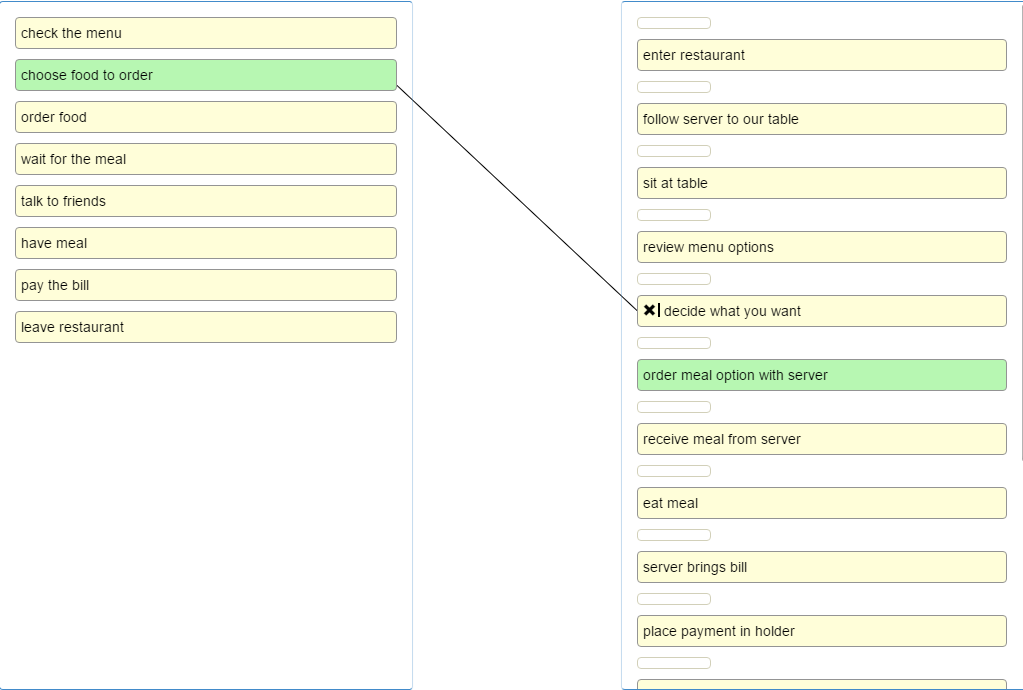 check the menu
choose food to order
order food
wait for the meal
talk to friends
have meal
pay the bill
leave restaurant
enter restaurant
follow server to our table
sit at table
review menu options
decide what you want
order meal option with server
receive meal from server
eat meal
server brings bill
place payment in holder